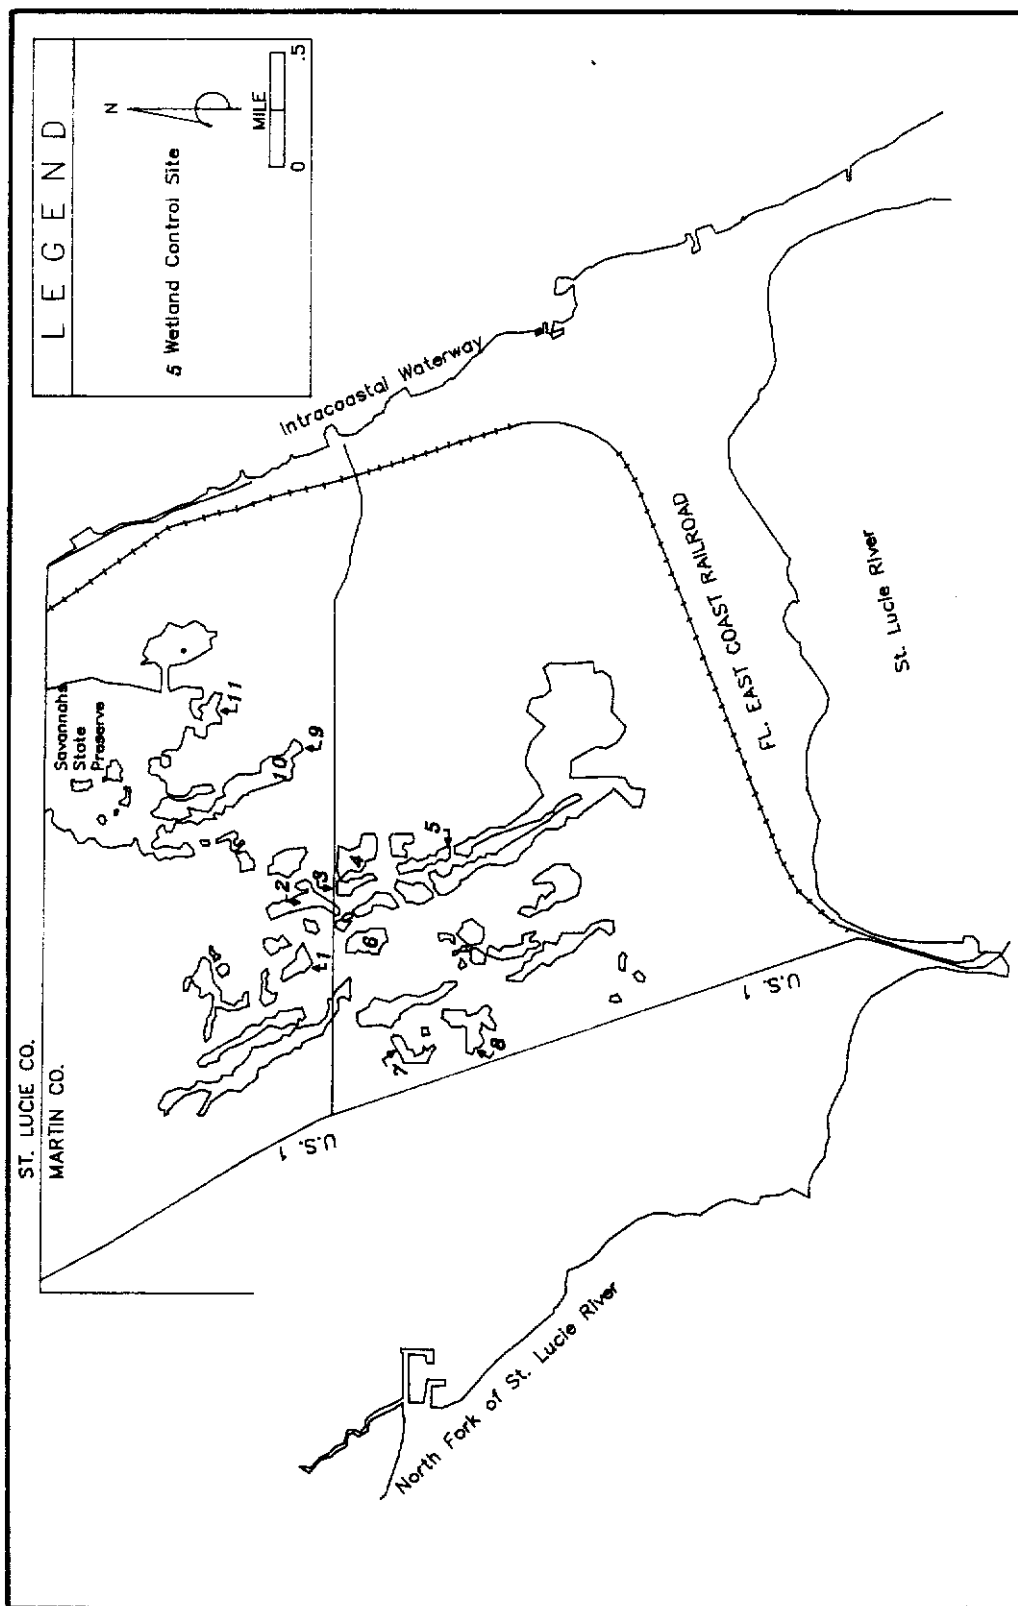 LEGEND
N
5 Wetland Control Site
MILE
0 .5
ST. LUCIE CO.
MARTIN CO.
Savannahs
State
Preserve
Intracoastal Waterway
11
10
9
2
3
4
5
1
6
7
8
U.S. 1
U.S. 1
FL. EAST COAST RAILROAD
St. Lucie River
North Fork of St. Lucie River